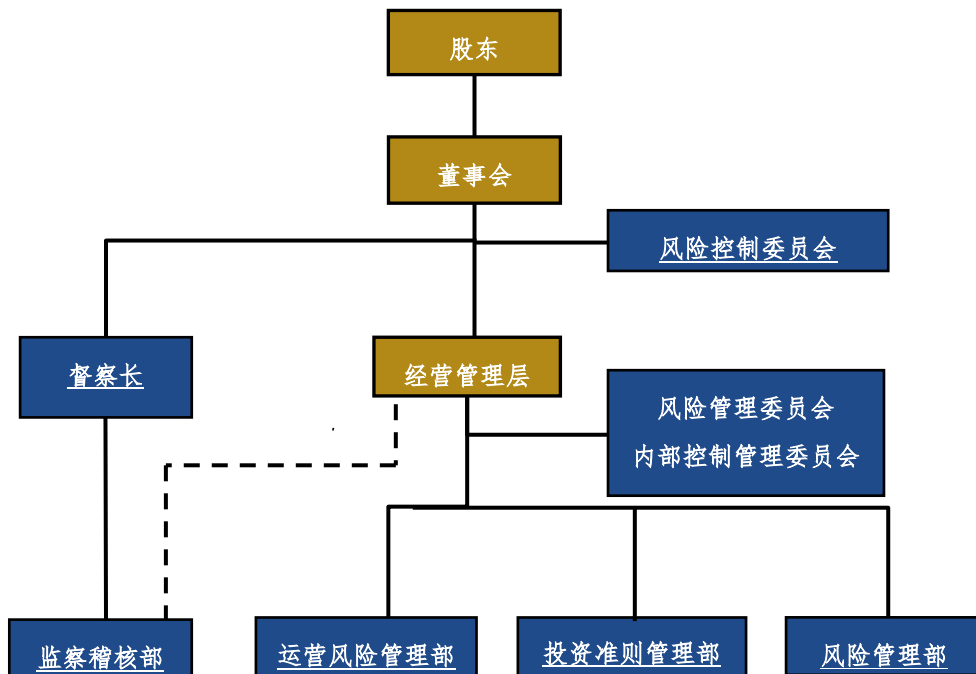 股东
董事会
风险控制委员会
督察长
经营管理层
风险管理委员会
内部控制管理委员会
监察稽核部
运营风险管理部
投资准则管理部
风险管理部